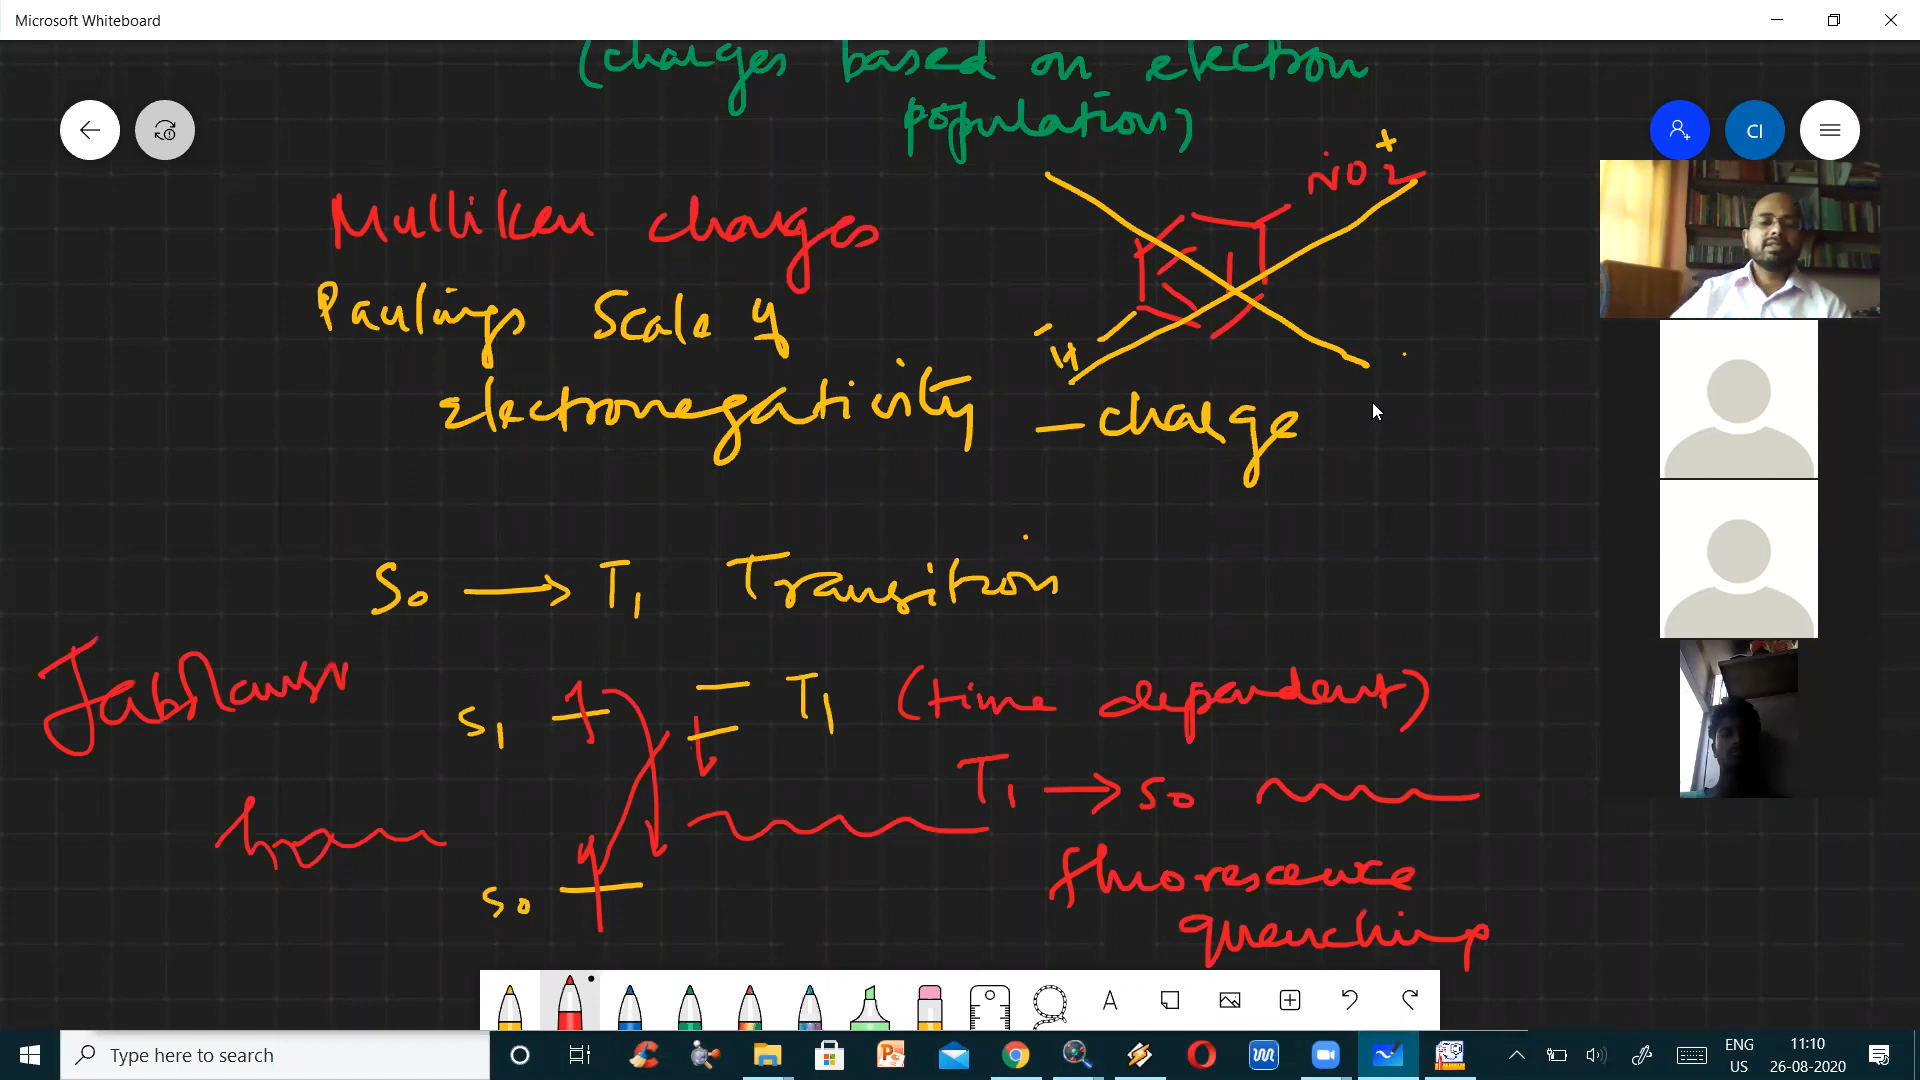 Microsoft Whiteboard
(charges based on electron
population)
CI
Mulliken charges
NO2
+
Paulings Scale of
electronegativity
- H
- charge
S0 → T1 Transition
Jablonski
S1
T1 (time dependent)
T1 → S0
S0
fluorescence
quenching
A
Type here to search
ENG
US
11:10
26-08-2020